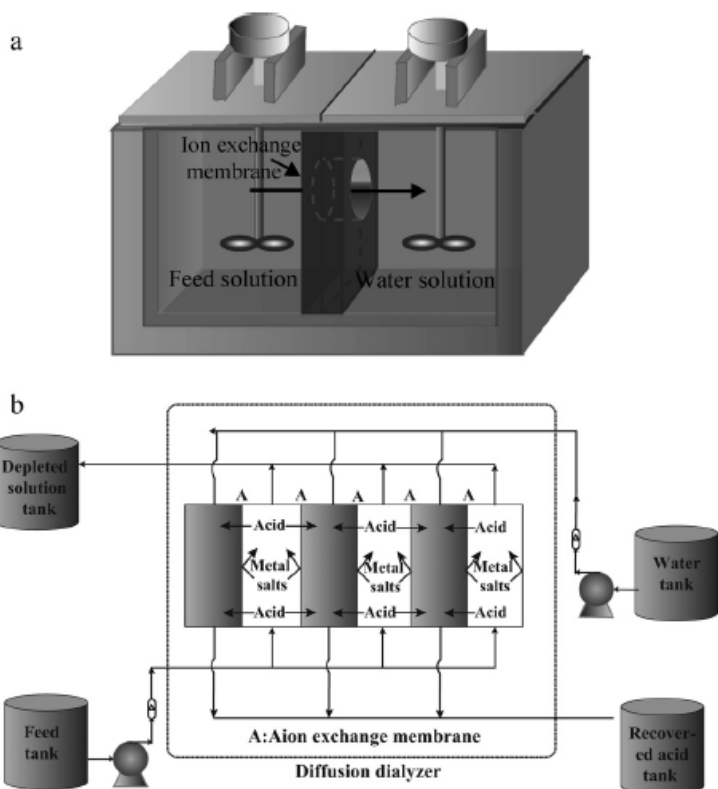 a
Ion exchange
membrane
Feed solution
Water solution
b
Depleted
solution
tank
A
A
A
A
A
Acid
Acid
Acid
Metal
salts
Metal
salts
Metal
salts
Acid
Acid
Acid
Water
tank
Feed
tank
A:Aion exchange membrane
Recover-
ed acid
tank
Diffusion dialyzer